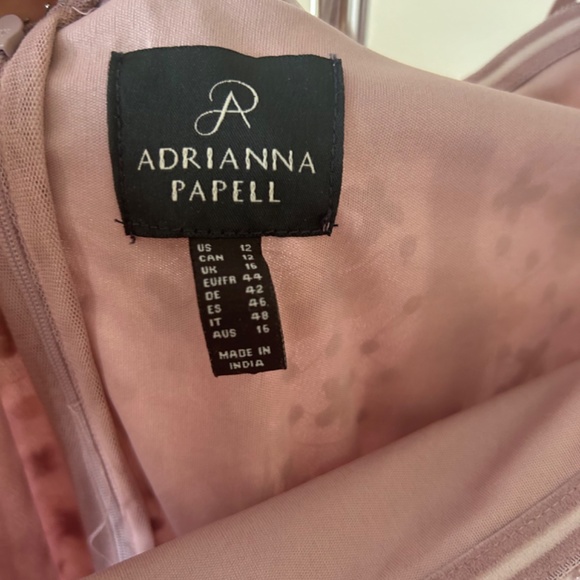 ADRIANNA
PAPELL
US 12
CAN 12
UK 16
EU/FR 44
DE 42
ES 46
IT 48
AUS 16
MADE IN
INDIA